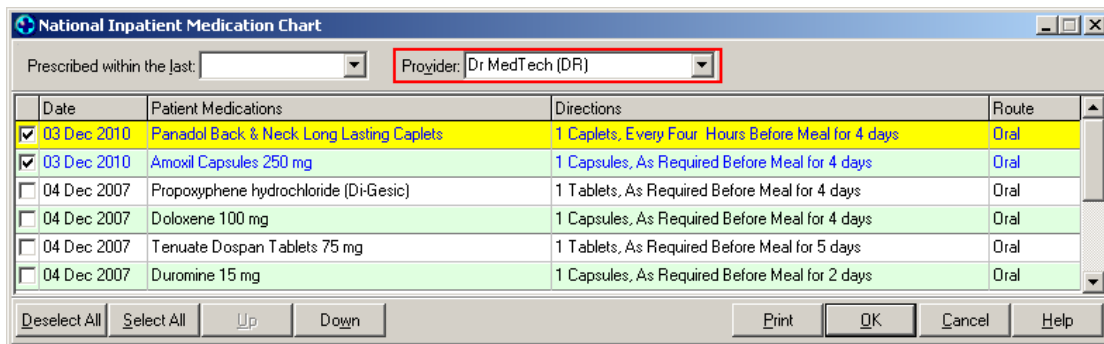 National Inpatient Medication Chart
Prescribed within the last: Provider: Dr MedTech (DR)
Date Patient Medications Directions Route
03 Dec 2010 Panadol Back & Neck Long Lasting Caplets 1 Caplets, Every Four  Hours Before Meal for 4 days Oral
03 Dec 2010 Amoxil Capsules 250 mg 1 Capsules, As Required Before Meal for 4 days Oral
04 Dec 2007 Propoxyphene hydrochloride (Di-Gesic) 1 Tablets, As Required Before Meal for 4 days Oral
04 Dec 2007 Doloxene 100 mg 1 Capsules, As Required Before Meal for 4 days Oral
04 Dec 2007 Tenuate Dospan Tablets 75 mg 1 Tablets, As Required Before Meal for 5 days Oral
04 Dec 2007 Duromine 15 mg 1 Capsules, As Required Before Meal for 2 days Oral
Deselect All Select All Up Down Print OK Cancel Help